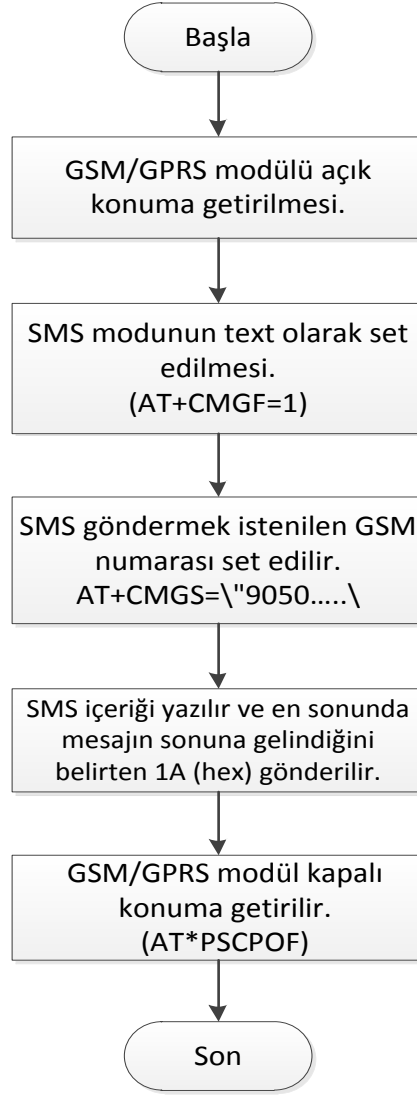 Başla
GSM/GPRS modülü açık
konuma getirilmesi.
SMS modunun text olarak set
edilmesi.
(AT+CMGF=1)
SMS göndermek istenilen GSM
numarası set edilir.
AT+CMGS=\"9050.....\
SMS içeriği yazılır ve en sonunda
mesajın sonuna gelindiğini
belirten 1A (hex) gönderilir.
GSM/GPRS modül kapalı
konuma getirilir.
(AT*PSCPOF)
Son